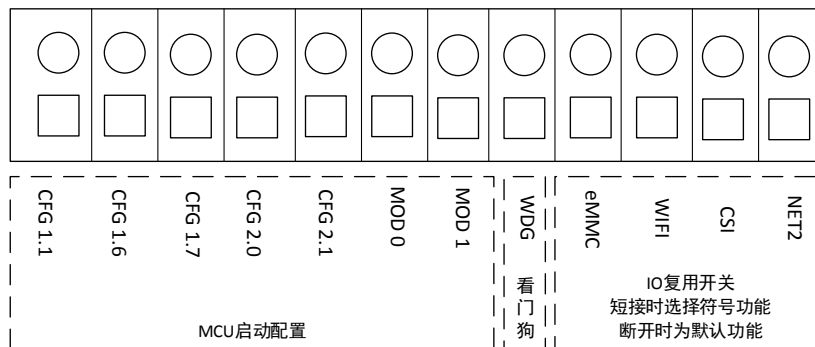 CFG 1.1
CFG 1.6
CFG 1.7
CFG 2.0
CFG 2.1
MOD 0
MOD 1
WDG
eMMC
WIFI
CSI
NET2
MCU启动配置
看门狗
IO复用开关
短接时选择符号功能
断开时为默认功能